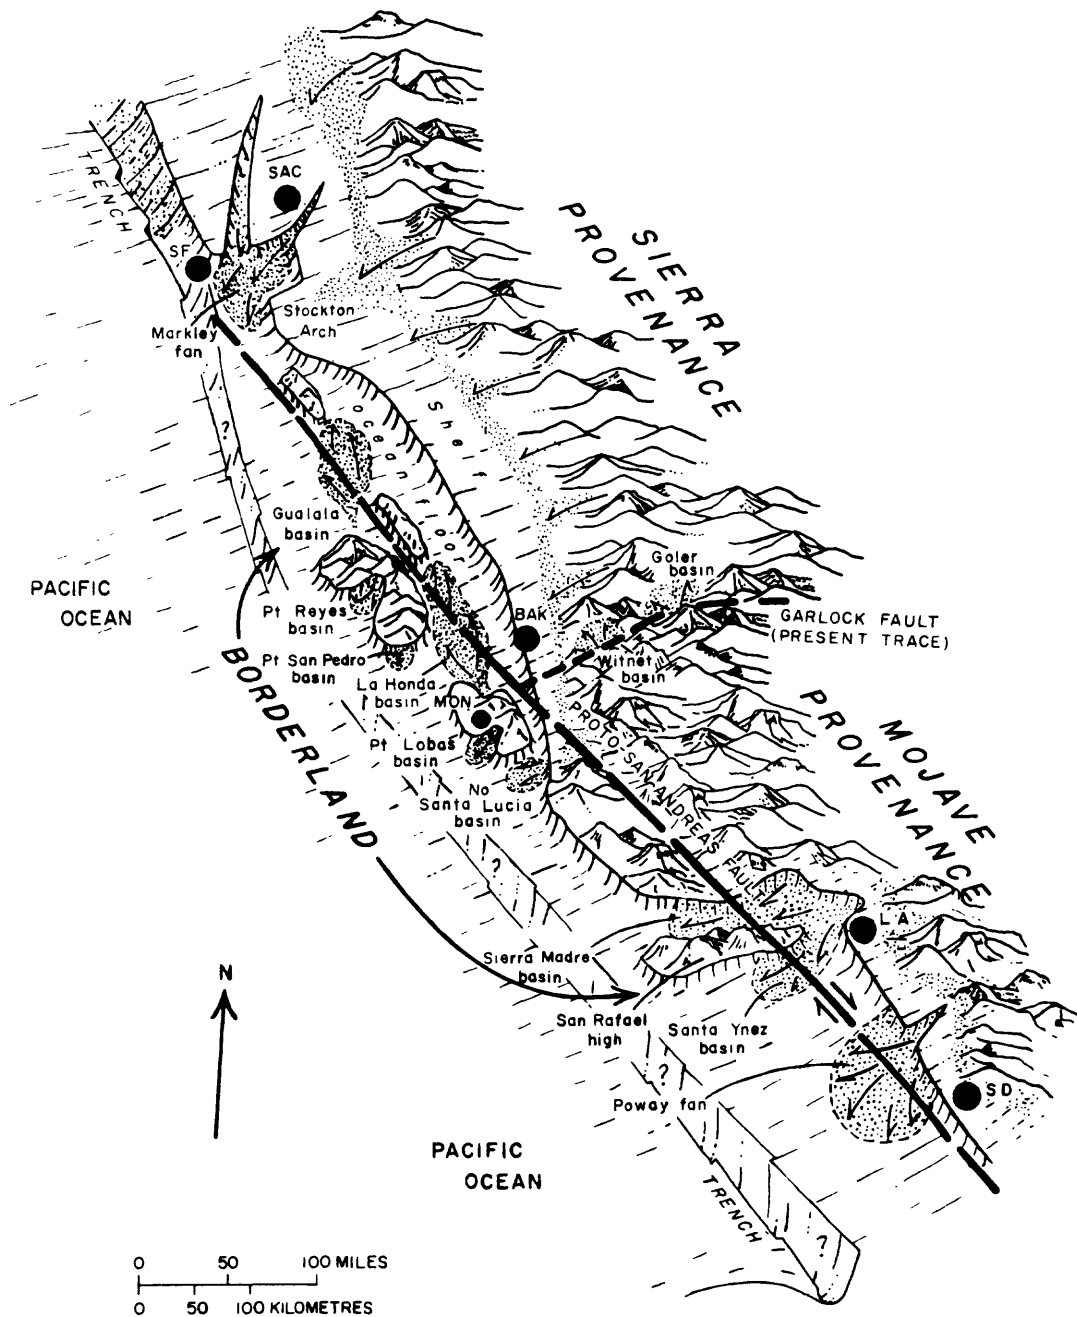 TRENCH
SAC
SF
SIERRA
PROVENANCE
Stockton
Arch
Markley
fan
Shelf
ocean floor
?
Gualala
basin
Goler
basin
PACIFIC
OCEAN
Pt Reyes
basin
BAK
GARLOCK FAULT
(PRESENT TRACE)
Pt San Pedro
basin
Witnet
basin
La Honda
basin
MON
BORDERLAND
Pt Lobas
basin
PROTO-SAN ANDREAS FAULT
MOJAVE
PROVENANCE
No
Santa Lucia
basin
?
LA
Sierra Madre
basin
N
San Rafael
high
Santa Ynez
basin
?
Poway fan
SD
PACIFIC
OCEAN
TRENCH
?
0 50 100 MILES
0 50 100 KILOMETRES